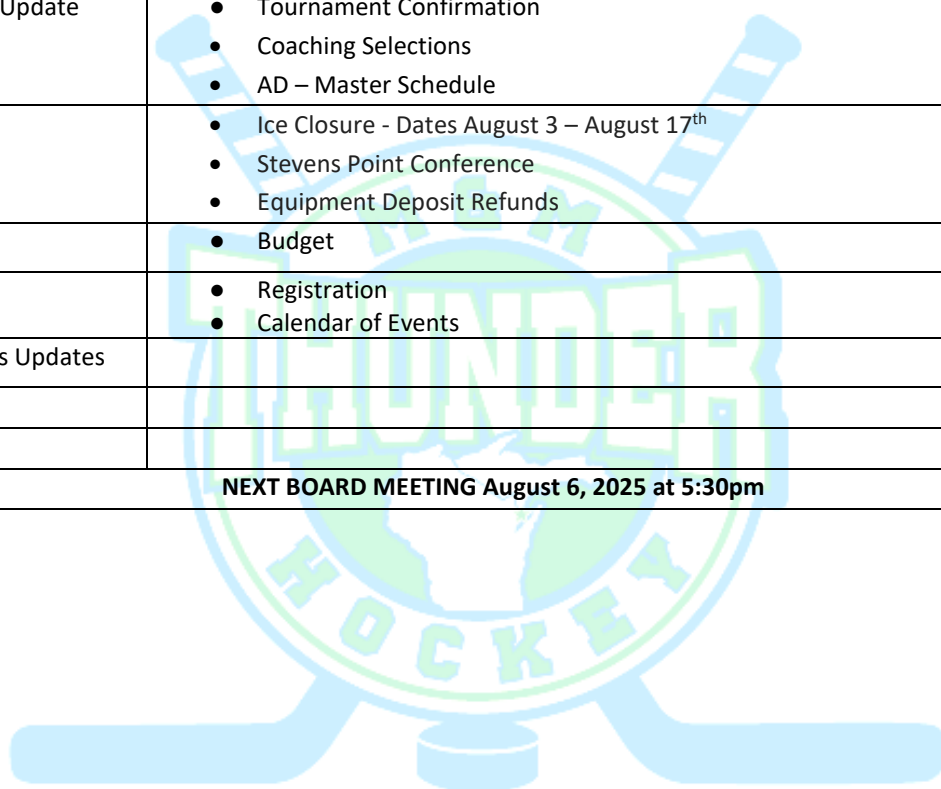 Update
● Tournament Confirmation
● Coaching Selections
● AD – Master Schedule
● Ice Closure - Dates August 3 – August 17th
● Stevens Point Conference
● Equipment Deposit Refunds
● Budget
● Registration
● Calendar of Events
s Updates
NEXT BOARD MEETING August 6, 2025 at 5:30pm
M & M
THUNDER
HOCKEY